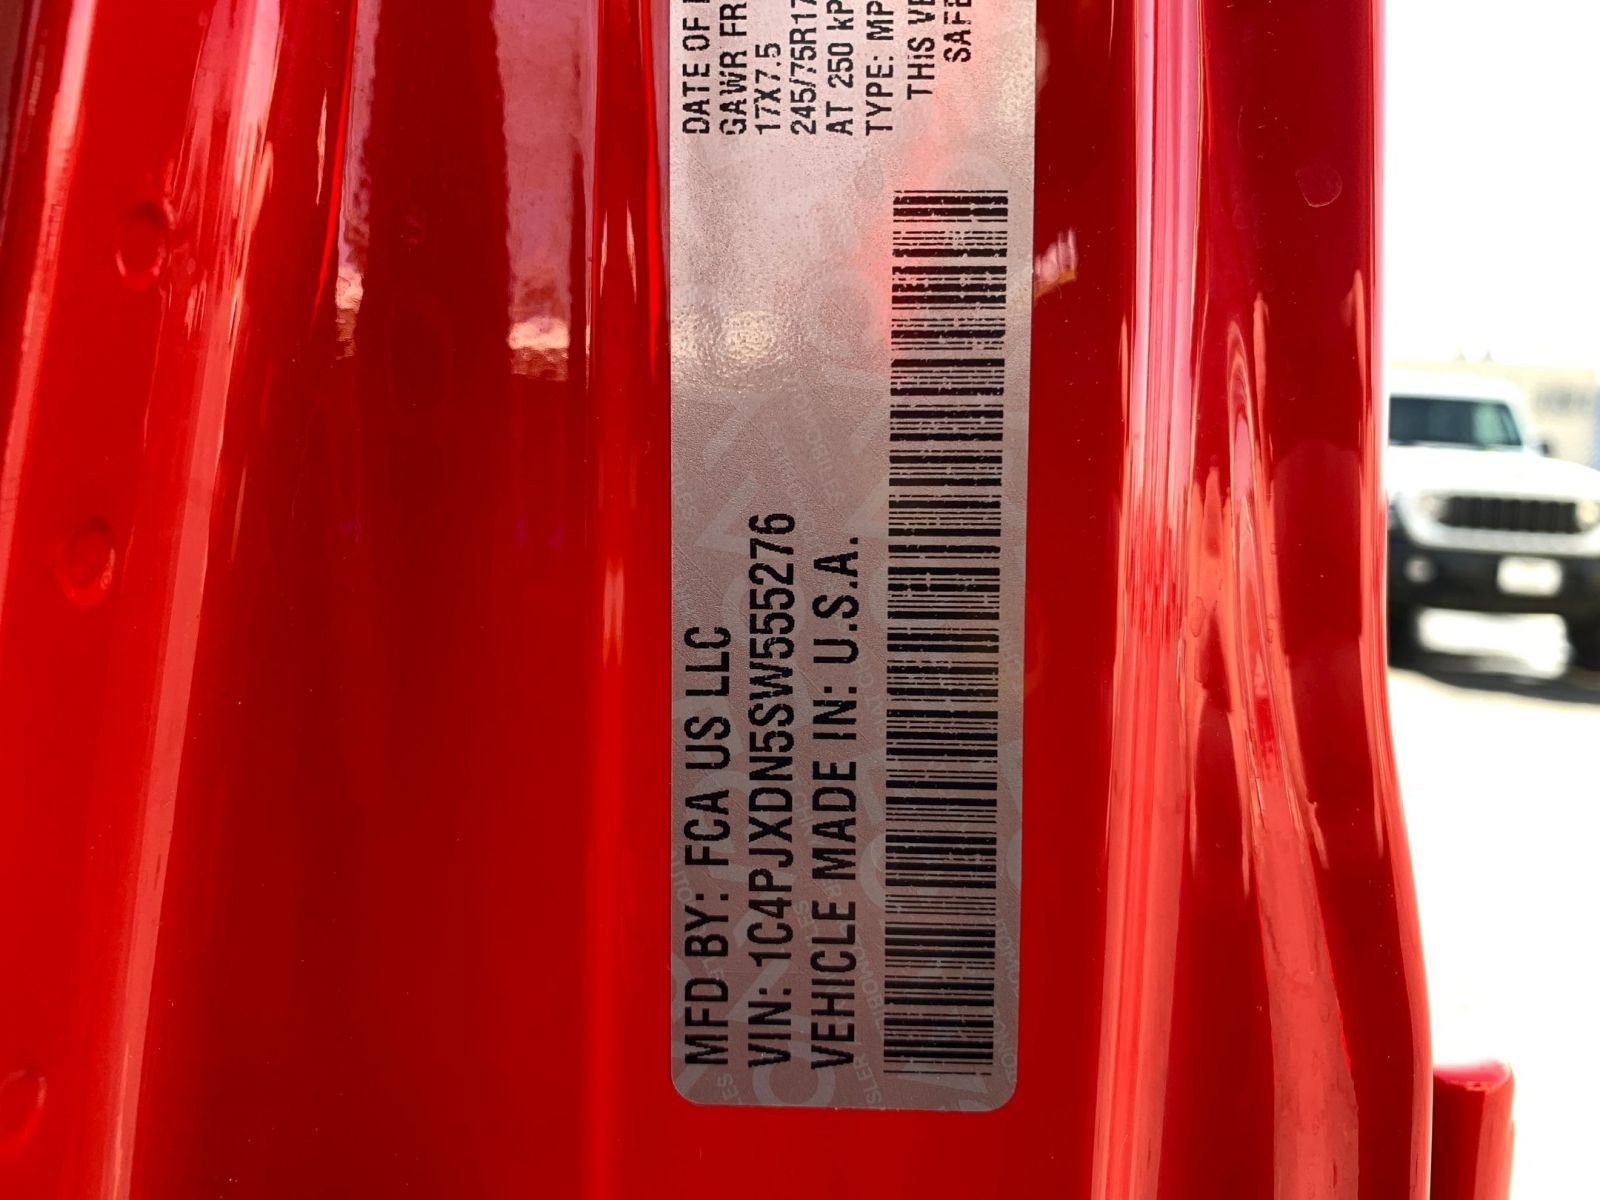 MFD BY: FCA US LLC
VIN: 1C4PJXDN5SW555276
VEHICLE MADE IN: U.S.A.
DATE OF
GAWR FR
17X7.5
245/75R17
AT 250 kP
TYPE: MP
THIS VE
SAFE